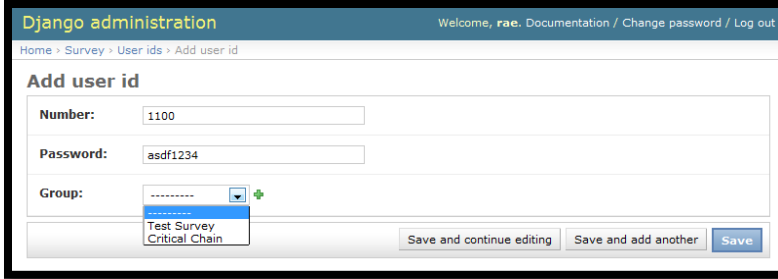 Django administration
Welcome, rae. Documentation / Change password / Log out
Home › Survey › User ids › Add user id
Add user id
Number: 1100
Password: asdf1234
Group: ---------
---------
Test Survey
Critical Chain
Save and continue editing Save and add another Save